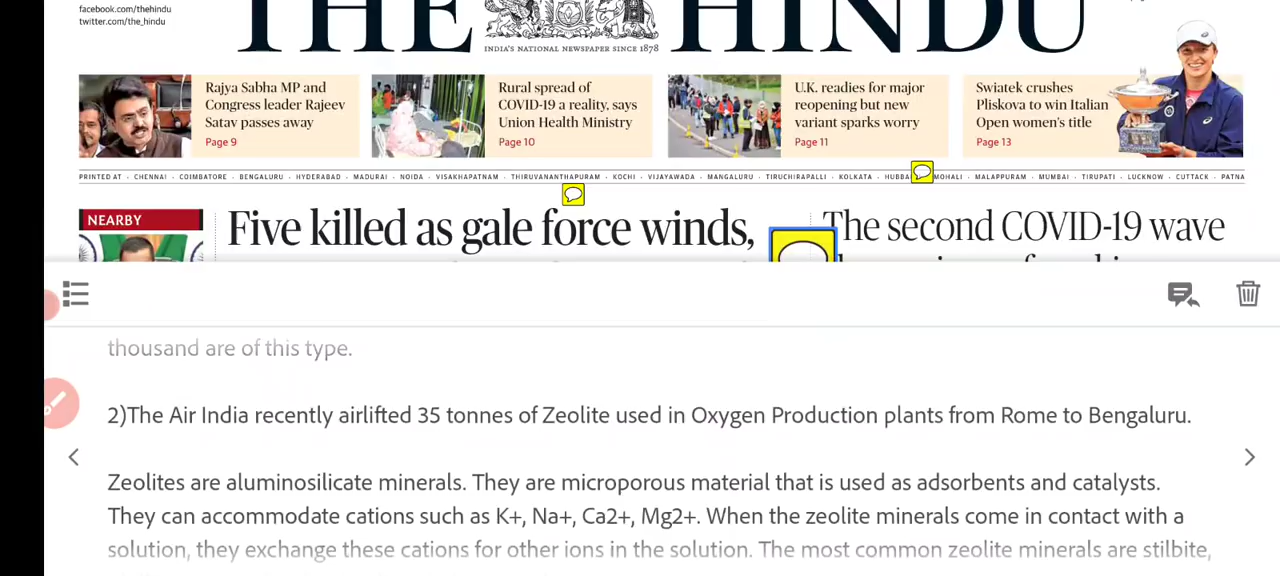 facebook.com/thehindu
twitter.com/the_hindu
THE HINDU
INDIA'S NATIONAL NEWSPAPER SINCE 1878
Rajya Sabha MP and
Congress leader Rajeev
Satav passes away
Page 9
Rural spread of
COVID-19 a reality, says
Union Health Ministry
Page 10
U.K. readies for major
reopening but new
variant sparks worry
Page 11
Swiatek crushes
Pliskova to win Italian
Open women's title
Page 13
PRINTED AT · CHENNAI · COIMBATORE · BENGALURU · HYDERABAD · MADURAI · NOIDA · VISAKHAPATNAM · THIRUVANANTHAPURAM · KOCHI · VIJAYAWADA · MANGALURU · TIRUCHIRAPALLI · KOLKATA · HUBBA MOHALI · MALAPPURAM · MUMBAI · TIRUPATI · LUCKNOW · CUTTACK · PATNA
NEARBY
Five killed as gale force winds,
The second COVID-19 wave
thousand are of this type.
2)The Air India recently airlifted 35 tonnes of Zeolite used in Oxygen Production plants from Rome to Bengaluru.
Zeolites are aluminosilicate minerals. They are microporous material that is used as adsorbents and catalysts.
They can accommodate cations such as K+, Na+, Ca2+, Mg2+. When the zeolite minerals come in contact with a
solution, they exchange these cations for other ions in the solution. The most common zeolite minerals are stilbite,